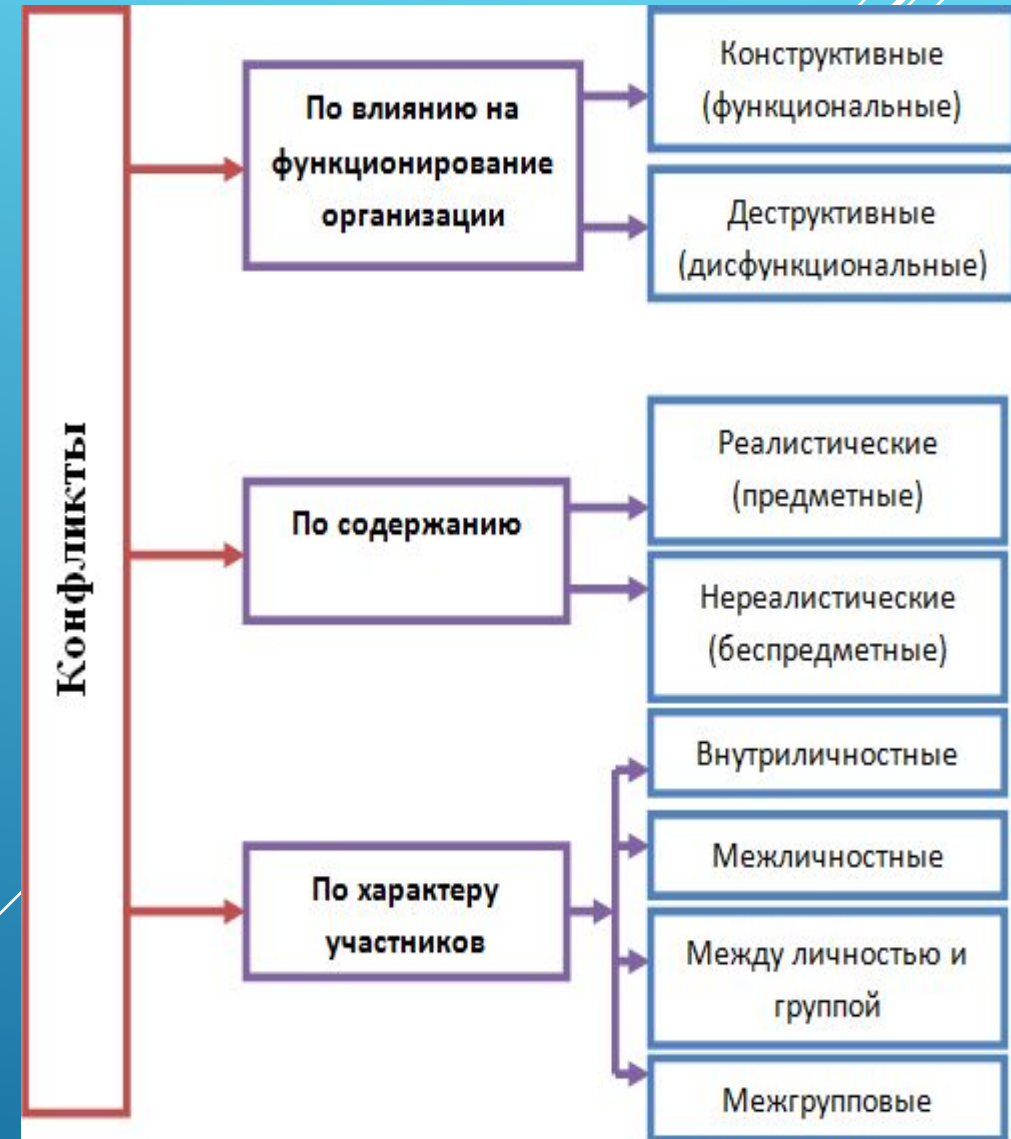 Конфликты
По влиянию на
функционирование
организации
Конструктивные
(функциональные)
Деструктивные
(дисфункциональные)
По содержанию
Реалистические
(предметные)
Нереалистические
(беспредметные)
По характеру
участников
Внутриличностные
Межличностные
Между личностью и
группой
Межгрупповые